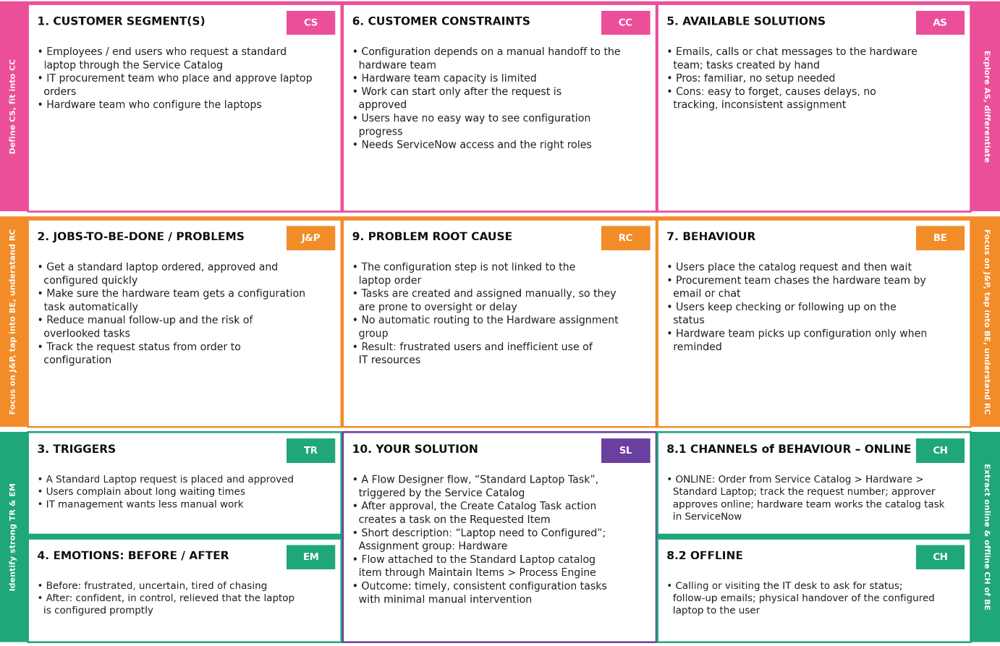 Define CS, fit into CC
1. CUSTOMER SEGMENT(S)
CS
• Employees / end users who request a standard
laptop through the Service Catalog
• IT procurement team who place and approve laptop
orders
• Hardware team who configure the laptops
6. CUSTOMER CONSTRAINTS
CC
• Configuration depends on a manual handoff to the
hardware team
• Hardware team capacity is limited
• Work can start only after the request is
approved
• Users have no easy way to see configuration
progress
• Needs ServiceNow access and the right roles
5. AVAILABLE SOLUTIONS
AS
• Emails, calls or chat messages to the hardware
team; tasks created by hand
• Pros: familiar, no setup needed
• Cons: easy to forget, causes delays, no
tracking, inconsistent assignment
Explore AS, differentiate
Focus on J&P, tap into BE, understand RC
2. JOBS-TO-BE-DONE / PROBLEMS
J&P
• Get a standard laptop ordered, approved and
configured quickly
• Make sure the hardware team gets a configuration
task automatically
• Reduce manual follow-up and the risk of
overlooked tasks
• Track the request status from order to
configuration
9. PROBLEM ROOT CAUSE
RC
• The configuration step is not linked to the
laptop order
• Tasks are created and assigned manually, so they
are prone to oversight or delay
• No automatic routing to the Hardware assignment
group
• Result: frustrated users and inefficient use of
IT resources
7. BEHAVIOUR
BE
• Users place the catalog request and then wait
• Procurement team chases the hardware team by
email or chat
• Users keep checking or following up on the
status
• Hardware team picks up configuration only when
reminded
Focus on J&P, tap into BE, understand RC
Identify strong TR & EM
3. TRIGGERS
TR
• A Standard Laptop request is placed and approved
• Users complain about long waiting times
• IT management wants less manual work
4. EMOTIONS: BEFORE / AFTER
EM
• Before: frustrated, uncertain, tired of chasing
• After: confident, in control, relieved that the laptop
is configured promptly
10. YOUR SOLUTION
SL
• A Flow Designer flow, “Standard Laptop Task”,
triggered by the Service Catalog
• After approval, the Create Catalog Task action
creates a task on the Requested Item
• Short description: “Laptop need to Configured”;
Assignment group: Hardware
• Flow attached to the Standard Laptop catalog
item through Maintain Items > Process Engine
• Outcome: timely, consistent configuration tasks
with minimal manual intervention
8.1 CHANNELS of BEHAVIOUR – ONLINE
CH
• ONLINE: Order from Service Catalog > Hardware >
Standard Laptop; track the request number; approver
approves online; hardware team works the catalog task
in ServiceNow
8.2 OFFLINE
CH
• Calling or visiting the IT desk to ask for status;
follow-up emails; physical handover of the configured
laptop to the user
Extract online & offline CH of BE